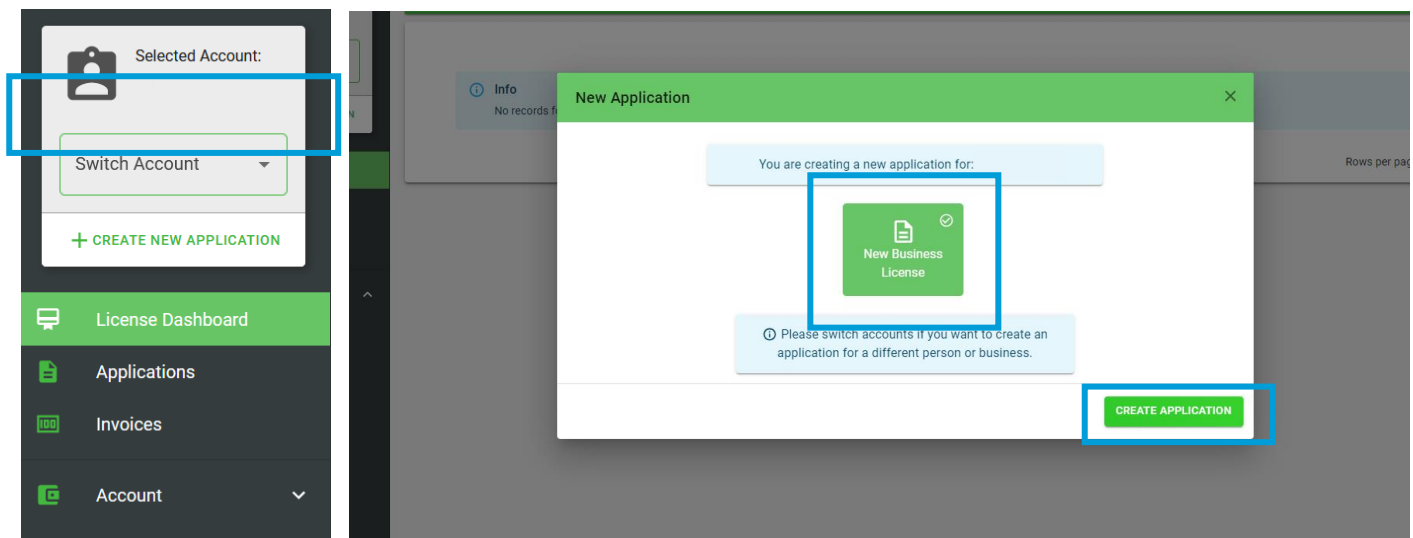 Selected Account:
Switch Account
CREATE NEW APPLICATION
License Dashboard
Applications
100
Invoices
Account
N
Info
No records f
New Application
You are creating a new application for:
New Business
License
Please switch accounts if you want to create an
application for a different person or business.
CREATE APPLICATION
Rows per pag